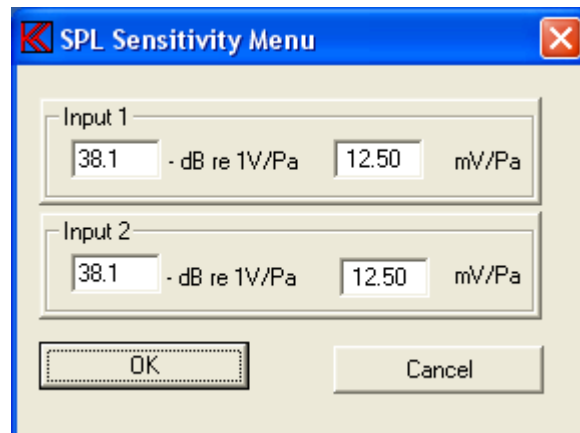 SPL Sensitivity Menu
Input 1
38.1 - dB re 1V/Pa 12.50 mV/Pa
Input 2
38.1 - dB re 1V/Pa 12.50 mV/Pa
OK Cancel